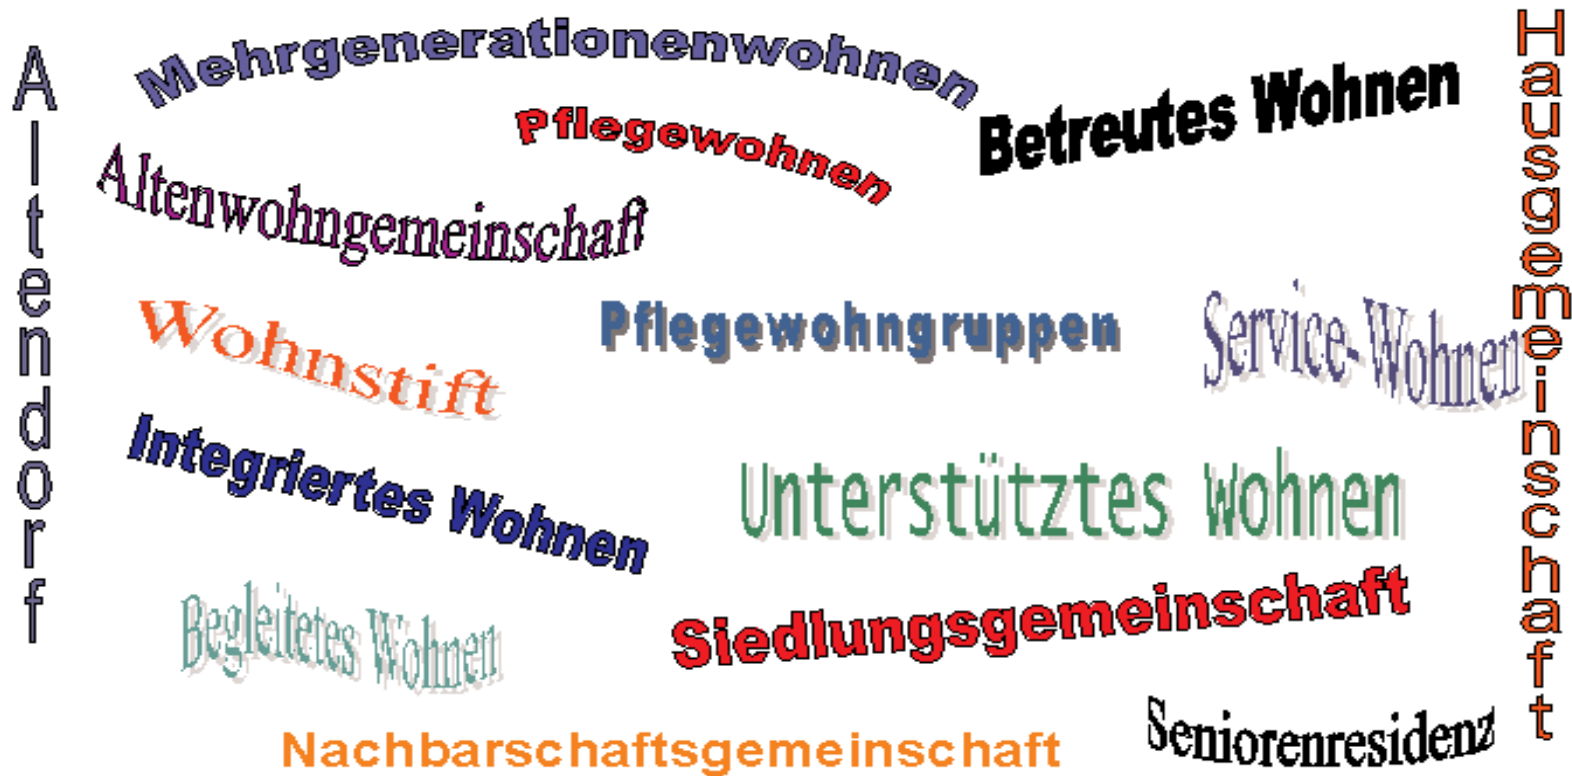 Altendorf
Mehrgenerationenwohnen
Pflegewohnen
Betreutes Wohnen
Hausgemeinschaft
Altenwohngemeinschaft
Wohnstift
Pflegewohngruppen
Service-Wohnen
Integriertes Wohnen
Unterstütztes Wohnen
Begleitetes Wohnen
Siedlungsgemeinschaft
Nachbarschaftsgemeinschaft
Seniorenresidenz